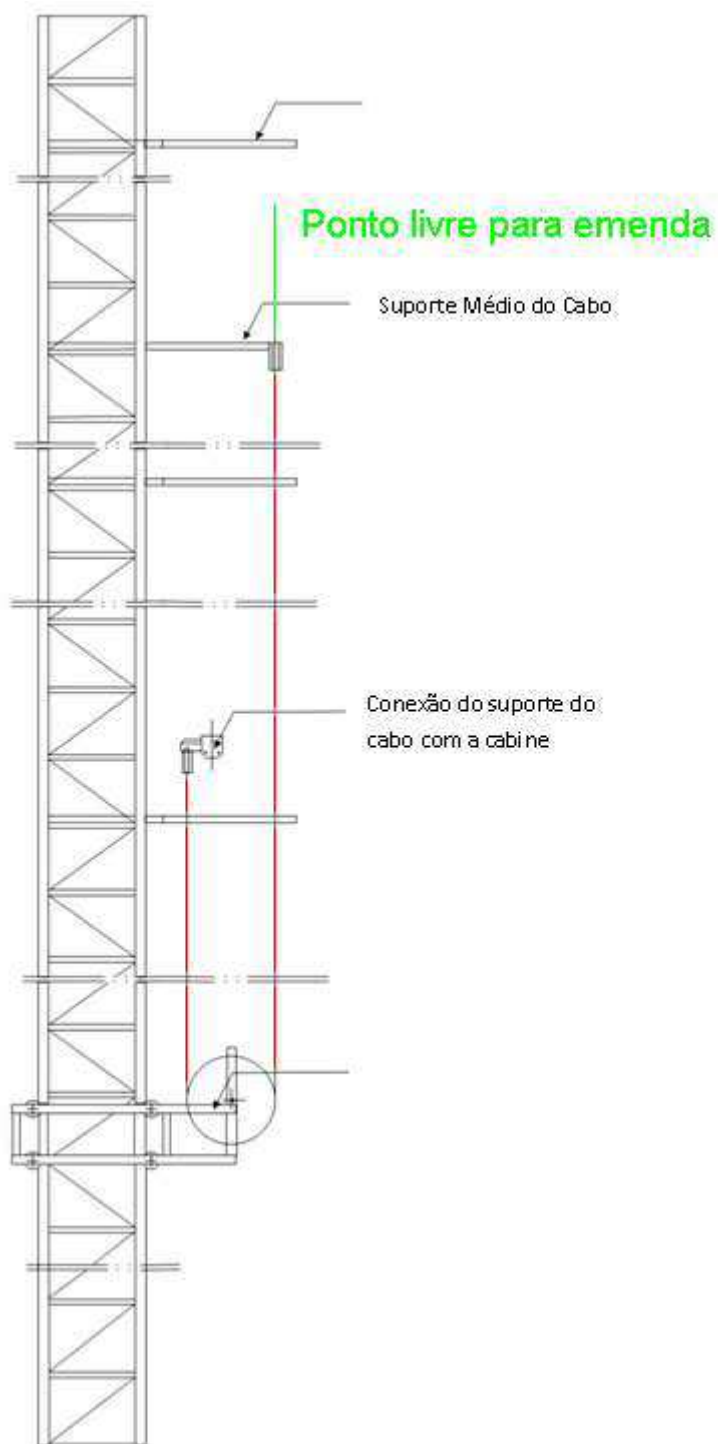 Ponto livre para emenda
Suporte Médio do Cabo
Conexão do suporte do
cabo com a cabine